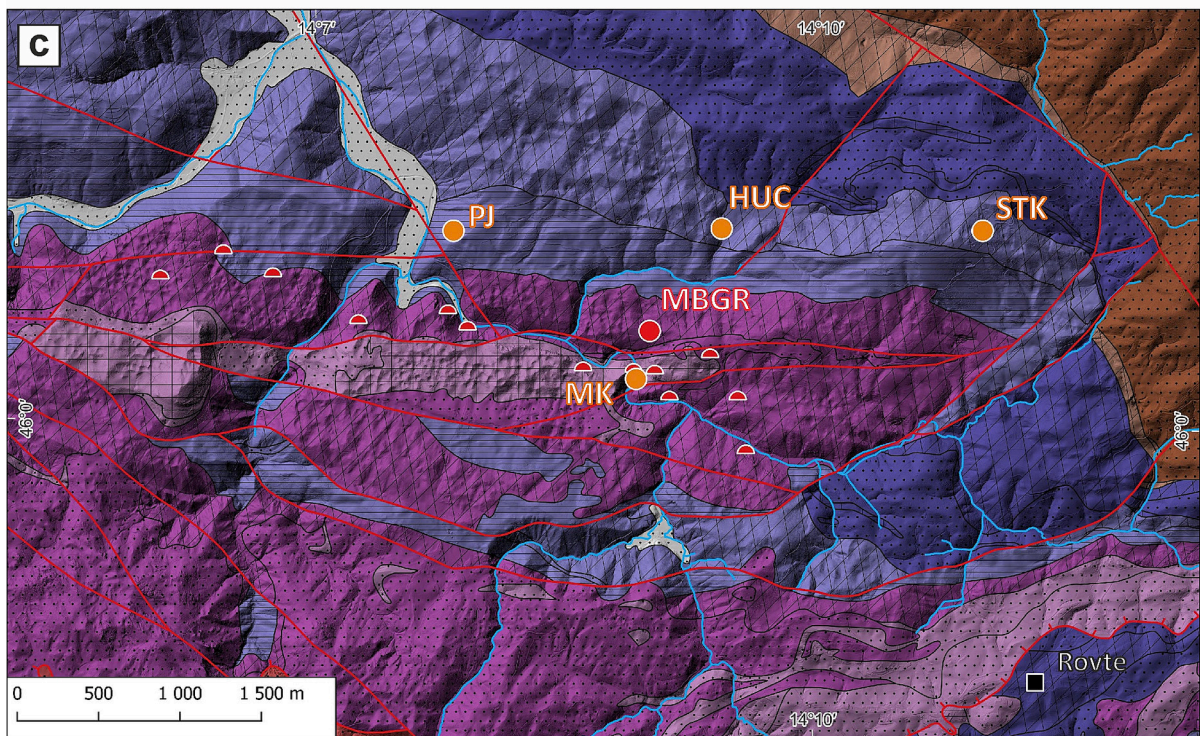 C
14°7′
14°10′
PJ
HUC
STK
MBGR
MK
46°0′
46°0′
Rovte
0 500 1 000 1 500 m
14°10′